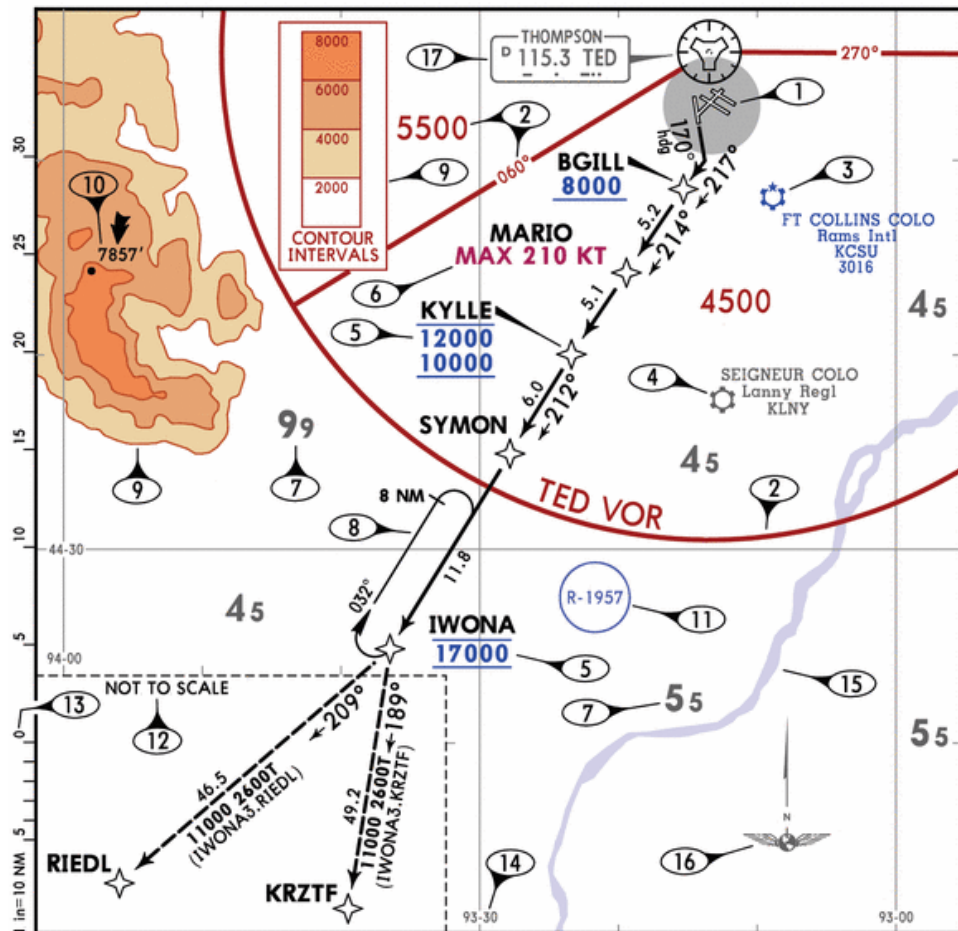 THOMPSON
D 115.3 TED
17
270°
1
8000
6000
4000
2000
CONTOUR
INTERVALS
5500
2
9
060°
170°
hdg
BGILL
8000
217°
3
FT COLLINS COLO
Rams Intl
KCSU
3016
10
7857'
5.2
214°
MARIO
MAX 210 KT
6
5.1
4500
45
KYLLE
12000
10000
5
4
SEIGNEUR COLO
Lanny Regl
KLNY
6.0
212°
SYMON
99
7
9
45
2
TED VOR
8 NM
8
11.8
032°
44-30
R-1957
11
45
IWONA
17000
5
94-00
NOT TO SCALE
13
12
209°
189°
7
55
15
55
46.5
11000 2600T
(IWONA3.RIEDL)
49.2
11000 2600T
(IWONA3.KRZTF)
N
16
RIEDL
KRZTF
14
93-30
93-00
30
25
20
15
10
5
0
5
1 in=10 NM